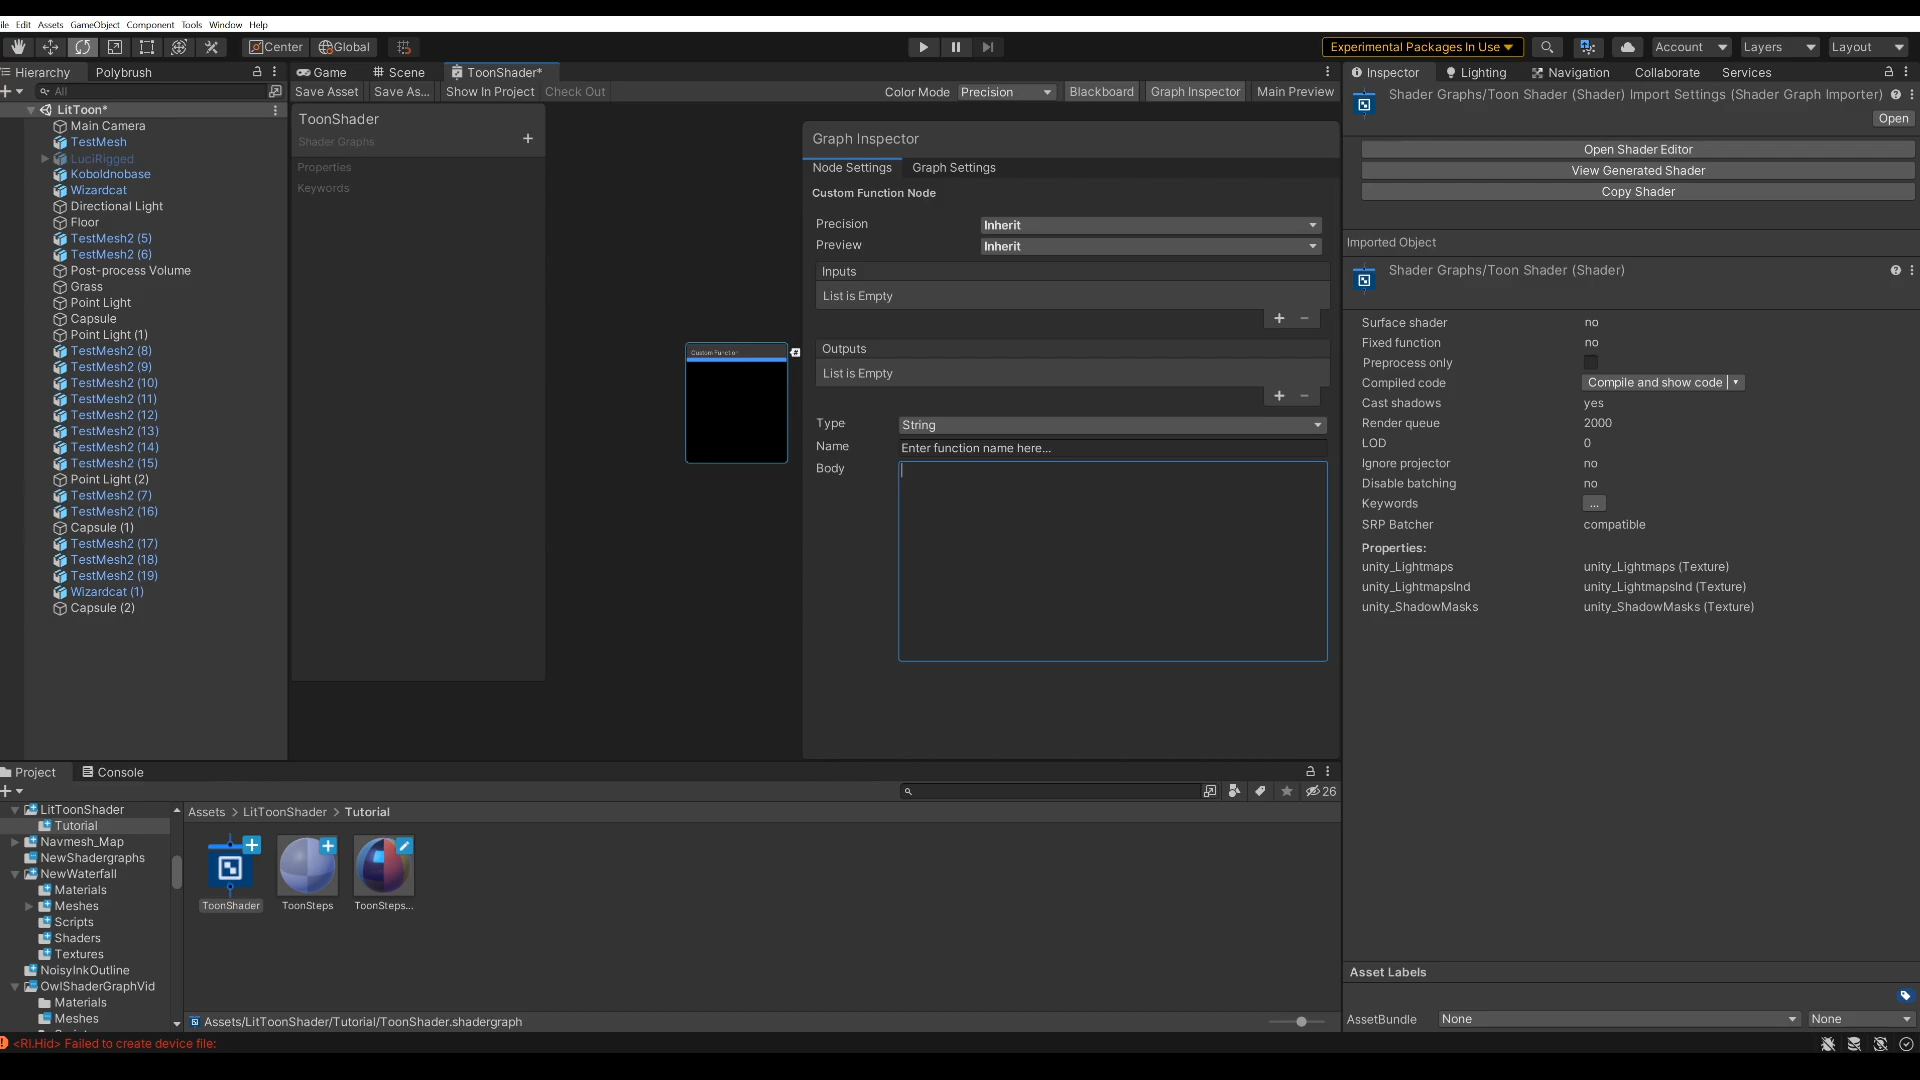 ile Edit Assets GameObject Component Tools Window Help
Center Global
Experimental Packages In Use Account Layers Layout
Hierarchy Polybrush
All
LitToon*
Main Camera
TestMesh
LuciRigged
Koboldnobase
Wizardcat
Directional Light
Floor
TestMesh2 (5)
TestMesh2 (6)
Post-process Volume
Grass
Point Light
Capsule
Point Light (1)
TestMesh2 (8)
TestMesh2 (9)
TestMesh2 (10)
TestMesh2 (11)
TestMesh2 (12)
TestMesh2 (13)
TestMesh2 (14)
TestMesh2 (15)
Point Light (2)
TestMesh2 (7)
TestMesh2 (16)
Capsule (1)
TestMesh2 (17)
TestMesh2 (18)
TestMesh2 (19)
Wizardcat (1)
Capsule (2)
Game Scene ToonShader*
Save Asset Save As... Show In Project Check Out Color Mode Precision Blackboard Graph Inspector Main Preview
ToonShader
Shader Graphs
Properties
Keywords
Custom Function
Graph Inspector
Node Settings Graph Settings
Custom Function Node
Precision Inherit
Preview Inherit
Inputs
List is Empty
Outputs
List is Empty
Type String
Name Enter function name here...
Body
Inspector Lighting Navigation Collaborate Services
Shader Graphs/Toon Shader (Shader) Import Settings (Shader Graph Importer)
Open
Open Shader Editor
View Generated Shader
Copy Shader
Imported Object
Shader Graphs/Toon Shader (Shader)
Surface shader no
Fixed function no
Preprocess only
Compiled code Compile and show code
Cast shadows yes
Render queue 2000
LOD 0
Ignore projector no
Disable batching no
Keywords ...
SRP Batcher compatible
Properties:
unity_Lightmaps unity_Lightmaps (Texture)
unity_LightmapsInd unity_LightmapsInd (Texture)
unity_ShadowMasks unity_ShadowMasks (Texture)
Asset Labels
AssetBundle None None
Project Console
26
LitToonShader
Tutorial
Navmesh_Map
NewShadergraphs
NewWaterfall
Materials
Meshes
Scripts
Shaders
Textures
NoisyInkOutline
OwlShaderGraphVid
Materials
Meshes
Assets > LitToonShader > Tutorial
ToonShader ToonSteps ToonSteps...
Assets/LitToonShader/Tutorial/ToonShader.shadergraph
<RI.Hid> Failed to create device file: